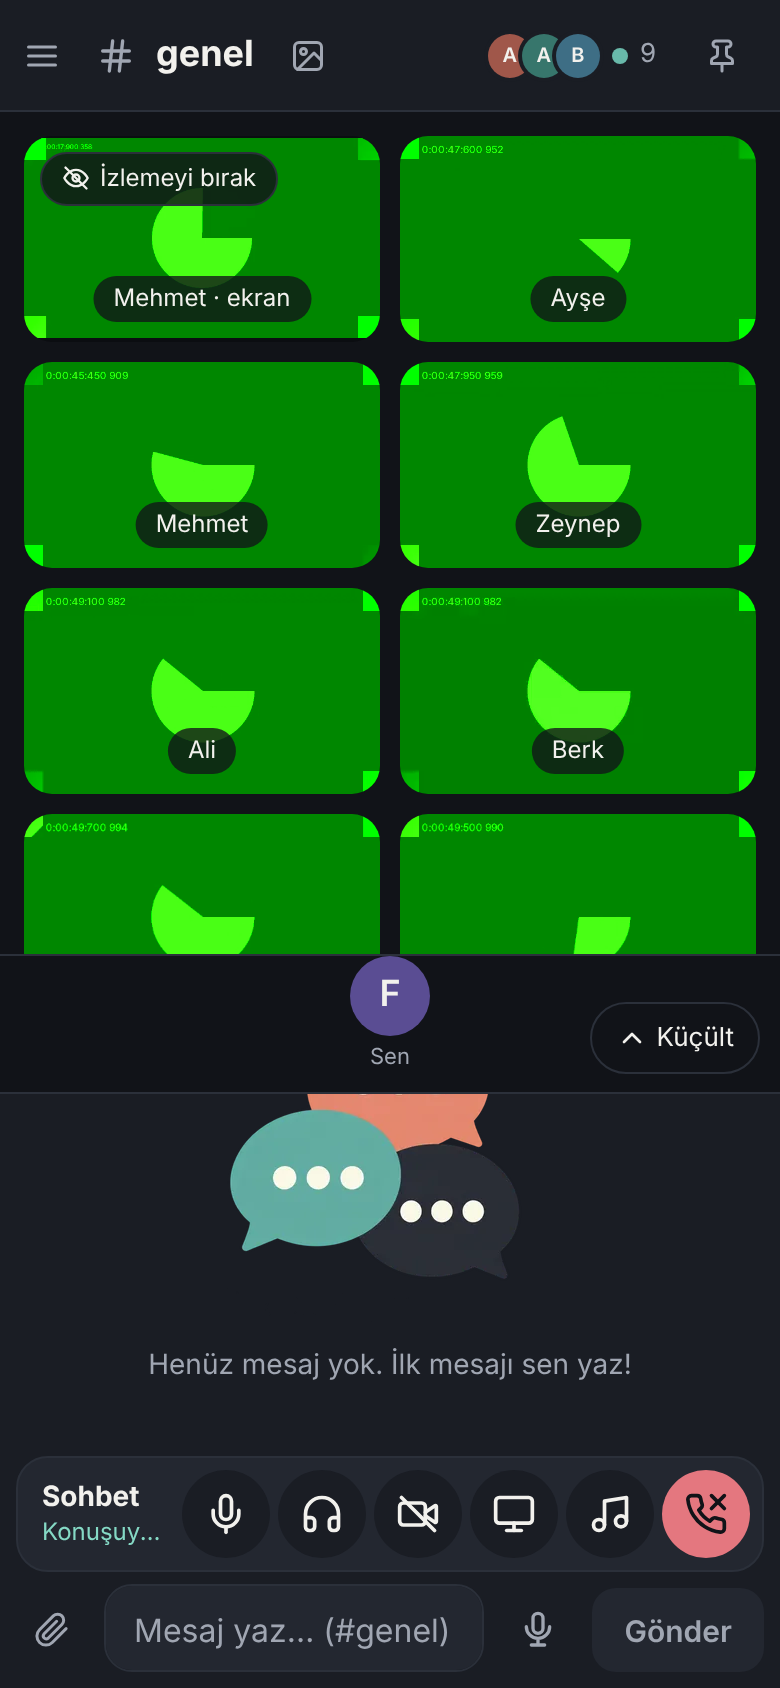 # genel
A A B 9
İzlemeyi bırak
Mehmet · ekran
0:00:47:600 952
Ayşe
0:00:45:450 909
Mehmet
0:00:47:950 959
Zeynep
0:00:49:100 982
Ali
0:00:49:100 982
Berk
0:00:49:700 994
0:00:49:500 990
F
Sen
Küçült
Henüz mesaj yok. İlk mesajı sen yaz!
Sohbet
Konuşuy...
Mesaj yaz... (#genel)
Gönder